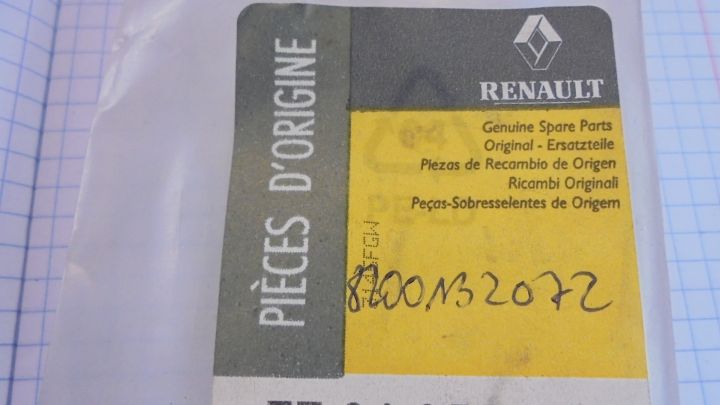 PIÈCES D'ORIGINE
RENAULT
Genuine Spare Parts
Original - Ersatzteile
Piezas de Recambio de Origen
Ricambi Originali
Peças-Sobresselentes de Origem
8200132072